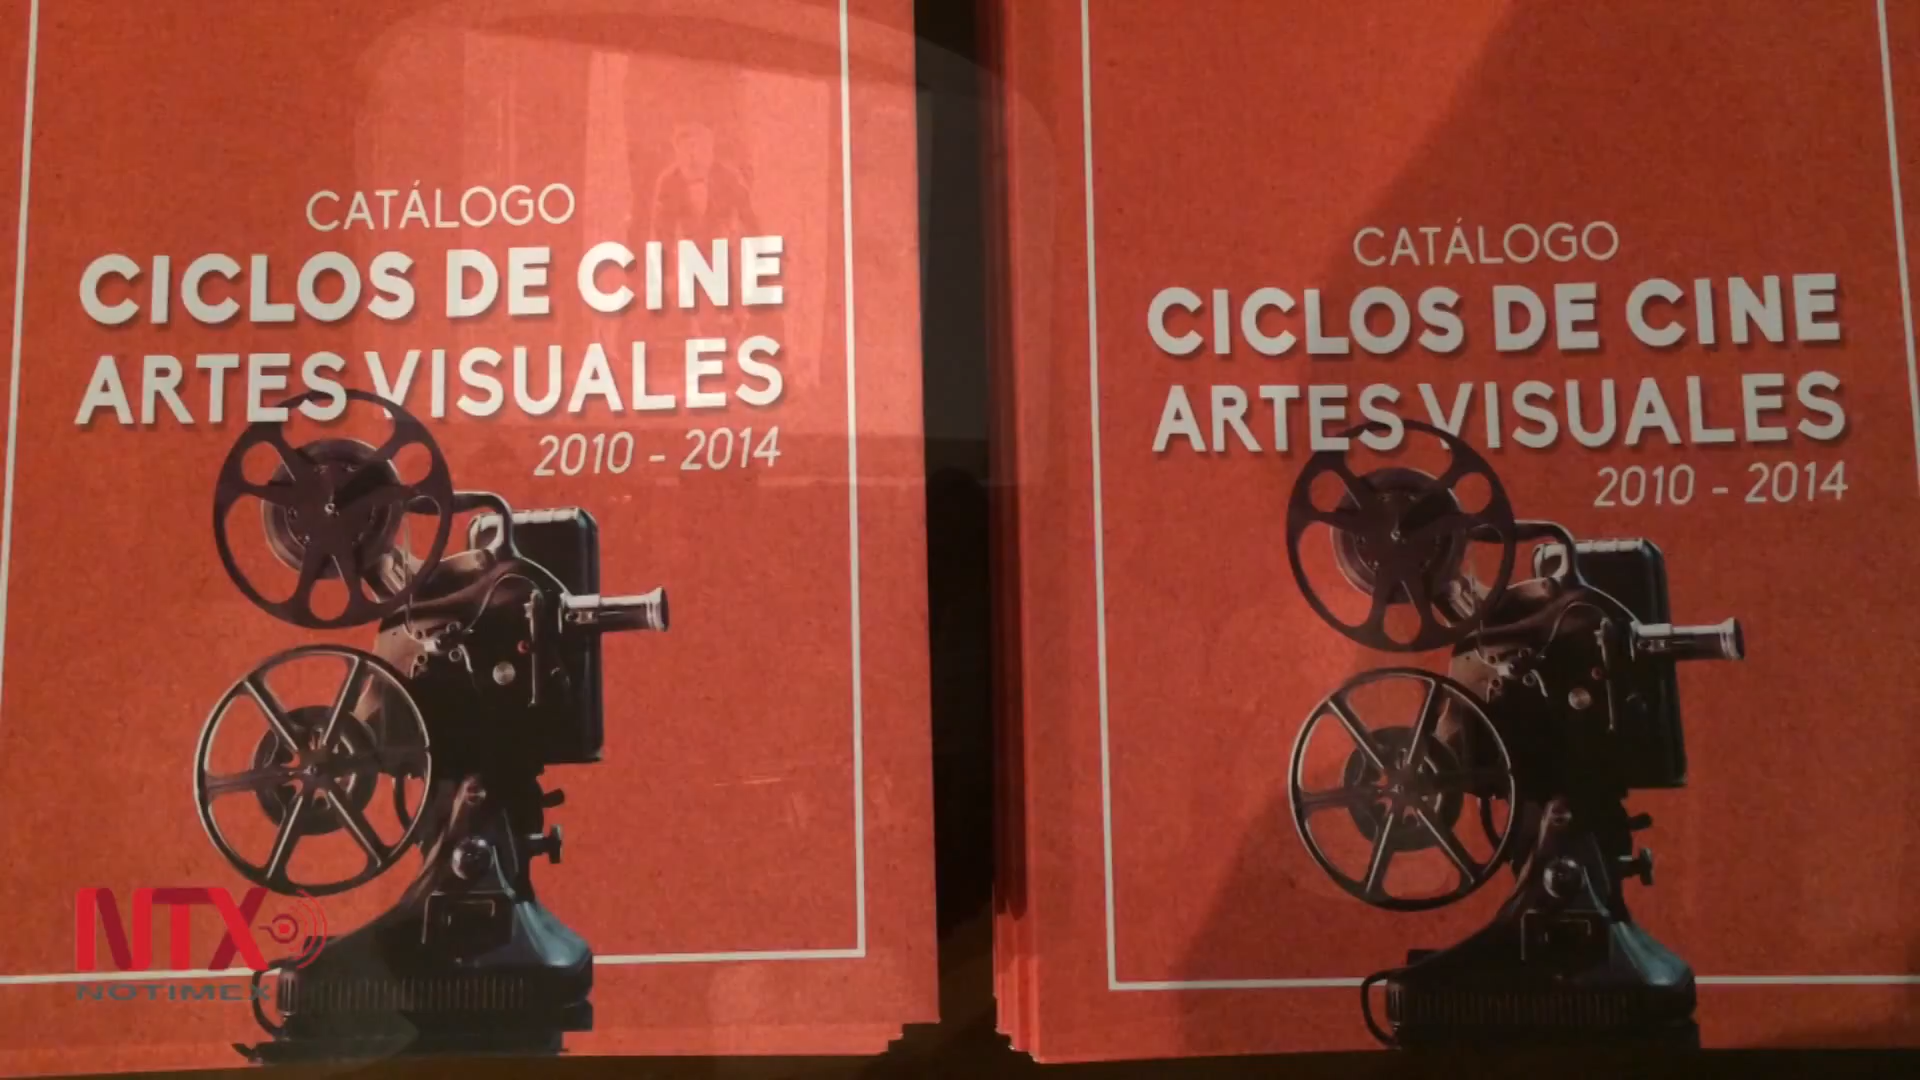 CATÁLOGO
CICLOS DE CINE
ARTES VISUALES
2010 - 2014
CATÁLOGO
CICLOS DE CINE
ARTES VISUALES
2010 - 2014
NTX
NOTIMEX